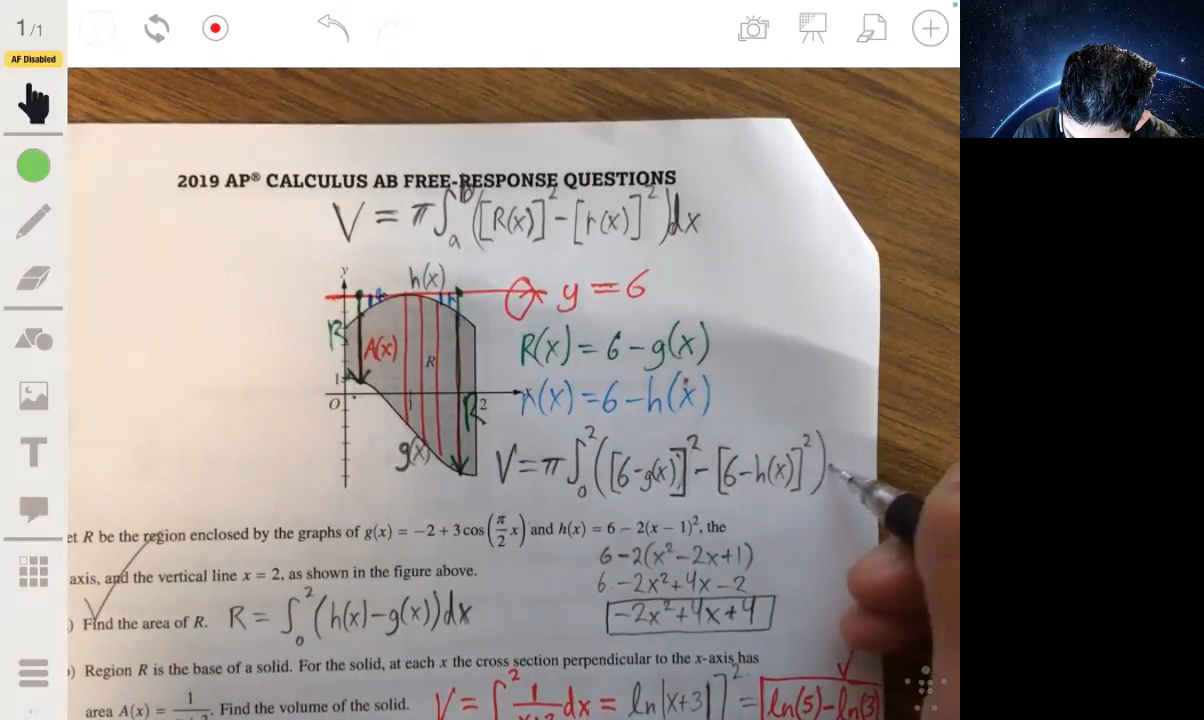 1/1
AF Disabled
2019 AP® CALCULUS AB FREE-RESPONSE QUESTIONS
V = π∫ₐᵇ([R(x)]²-[r(x)]²)dx
y
h(x)
y = 6
R
A(x)
R
R(x) = 6-g(x)
1
O
1
2
x
R
r(x) = 6-h(x)
g(x)
V = π∫₀²([6-g(x)]²-[6-h(x)]²)
et R be the region enclosed by the graphs of g(x) = −2 + 3 cos(π/2 x) and h(x) = 6 − 2(x − 1)², the
6-2(x²-2x+1)
axis, and the vertical line x = 2, as shown in the figure above.
6-2x²+4x-2
-2x²+4x+4
) Find the area of R.
R = ∫₀²(h(x)-g(x))dx
) Region R is the base of a solid. For the solid, at each x the cross section perpendicular to the x-axis has
area A(x) = 1/ . Find the volume of the solid.
V = ∫² 1/ dx = ln|x+3|]² = ln(5)-ln(3)
T